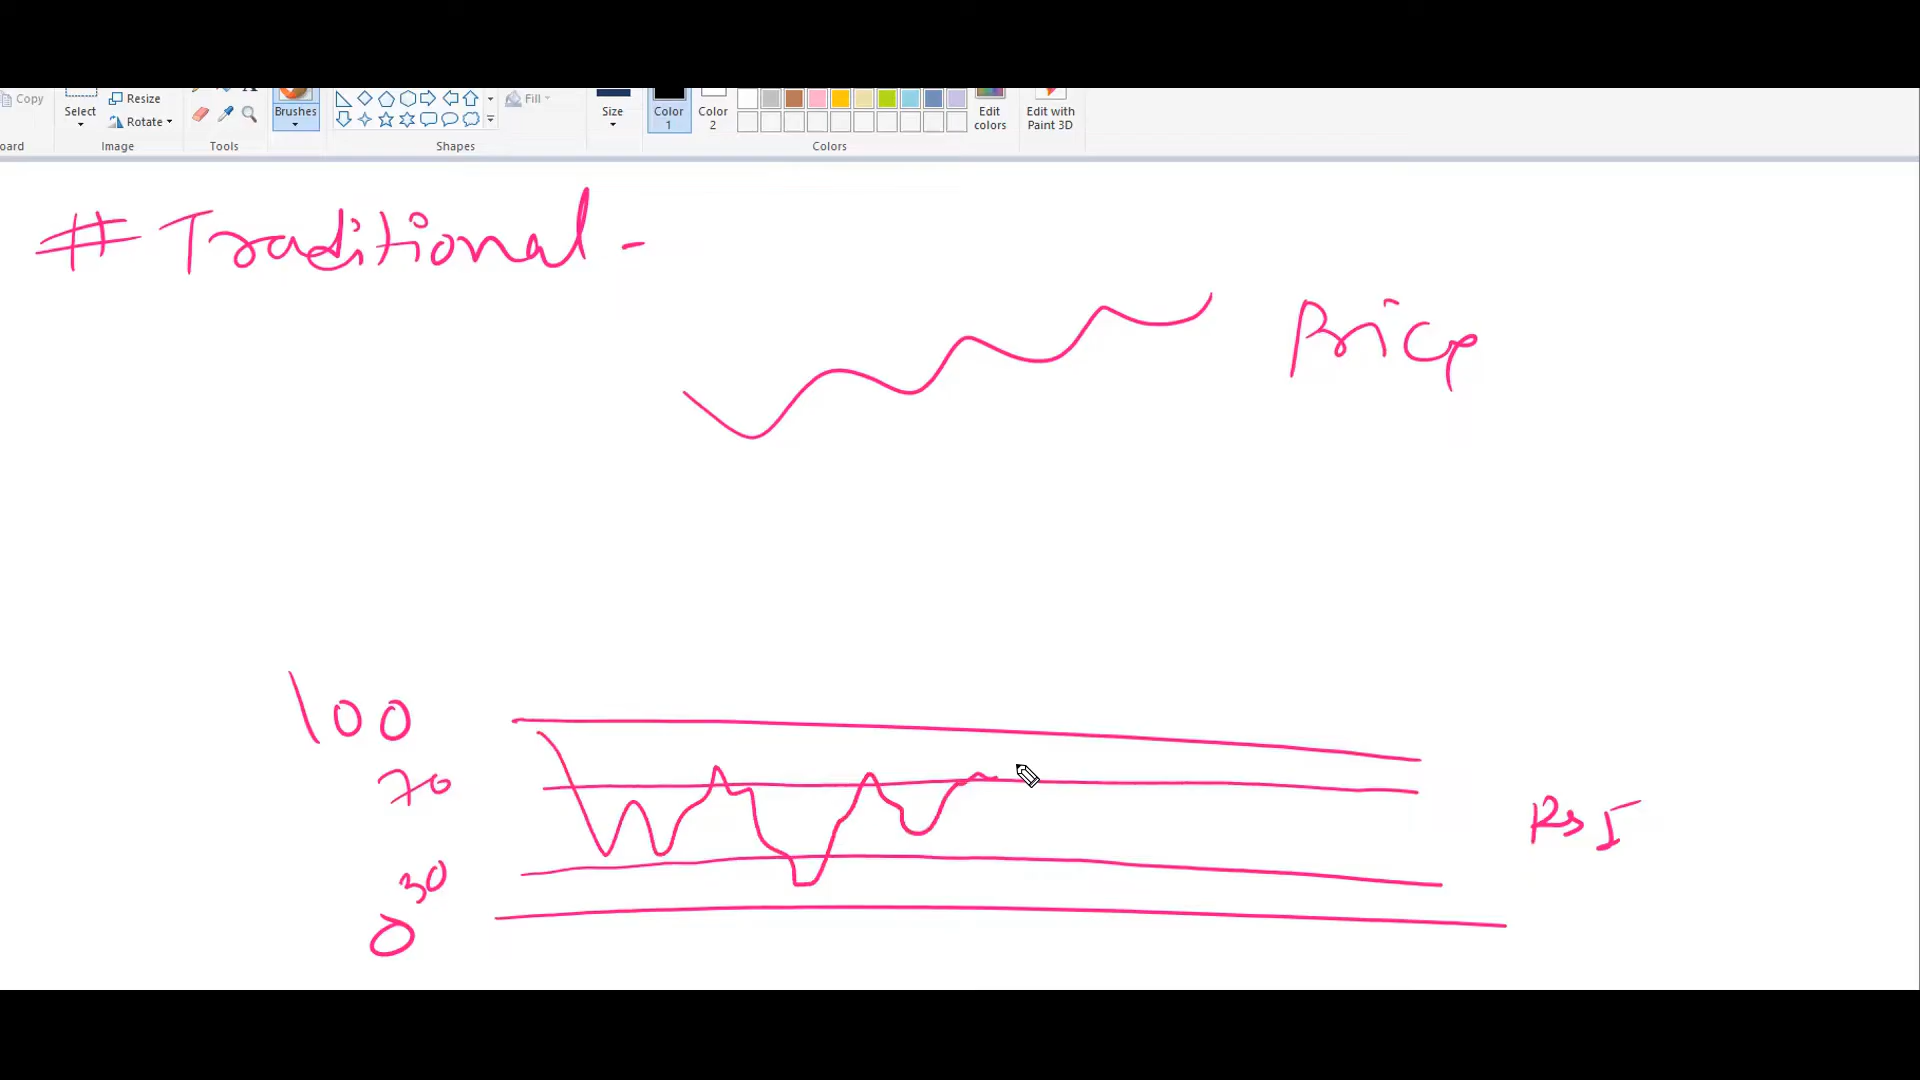 Copy
Select
Resize
Rotate
Brushes
Fill
Size
Color
1
Color
2
Edit
colors
Edit with
Paint 3D
Image
Tools
Shapes
Colors
# Traditional -
Price
100
70
30
0
RSI